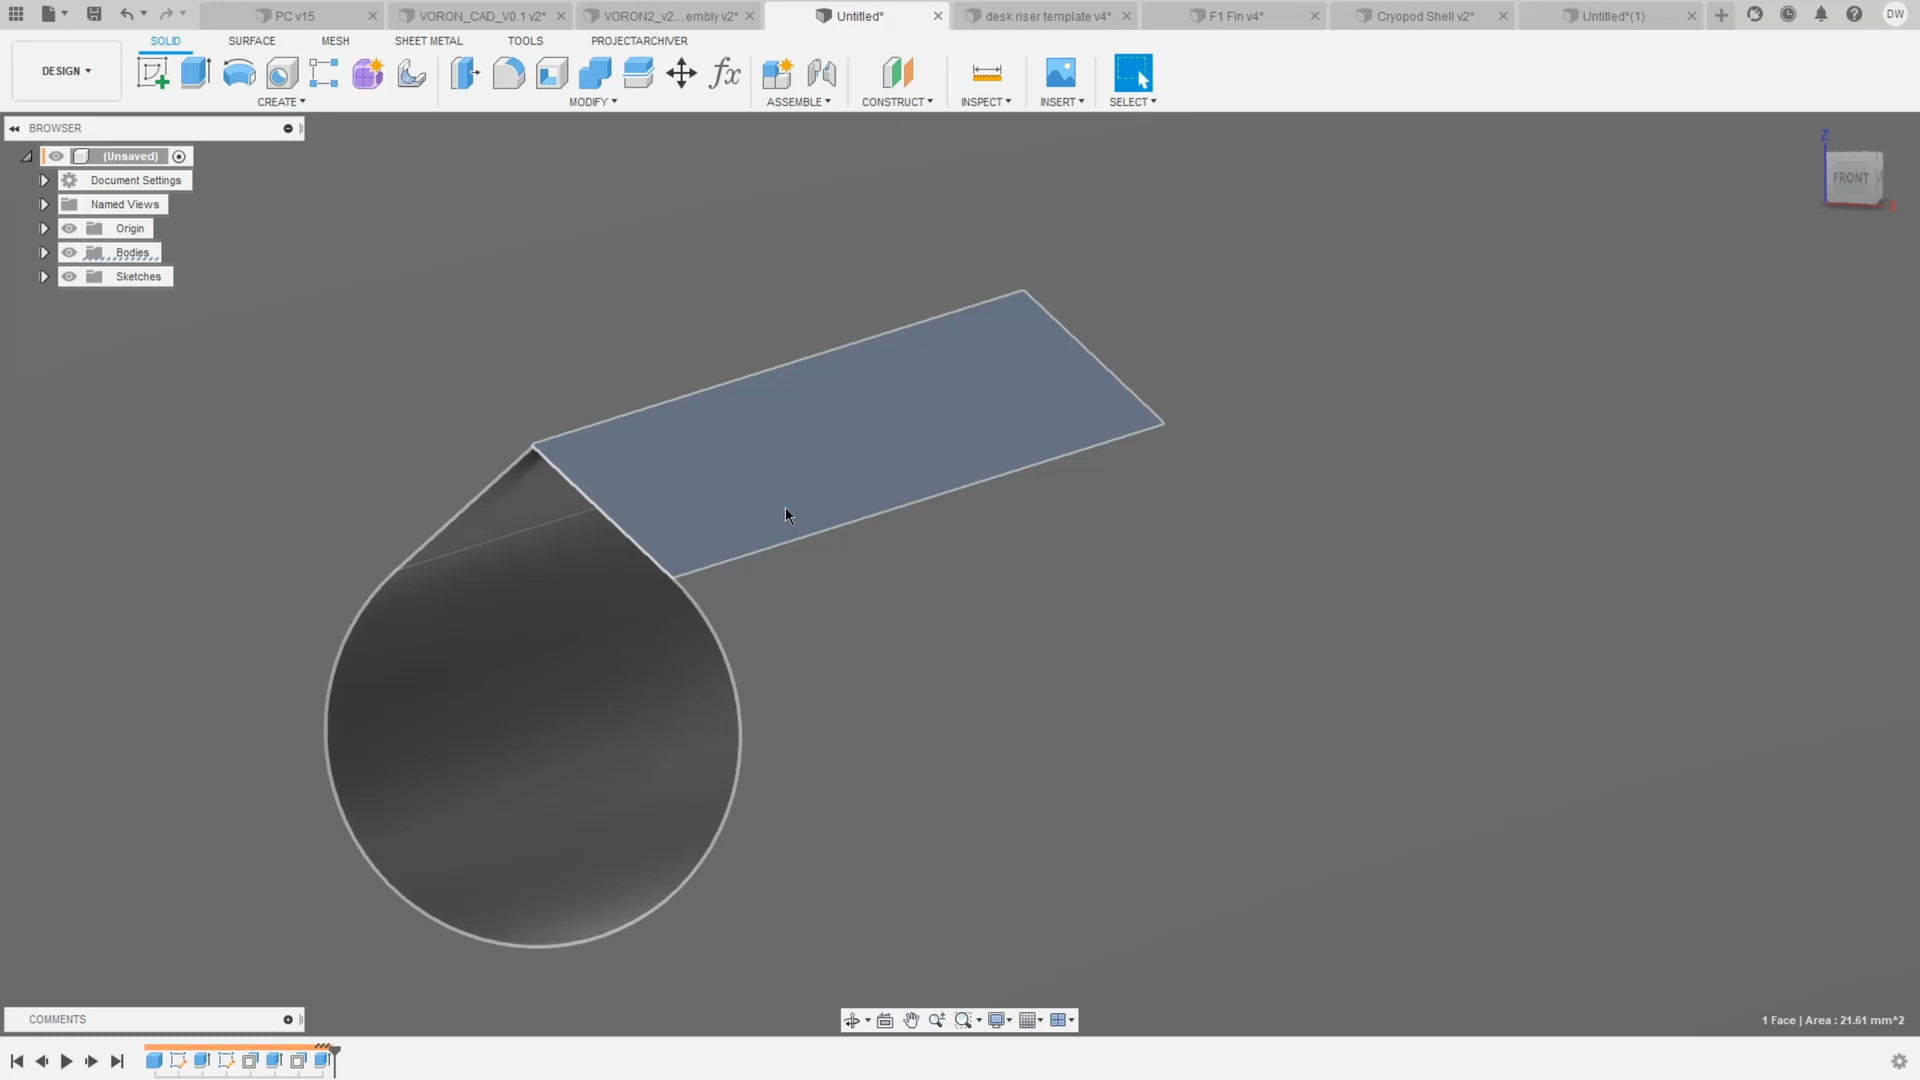 PC v15
VORON_CAD_V0.1 v2*
VORON2_v2... embly v2*
Untitled*
desk riser template v4*
F1 Fin v4*
Cryopod Shell v2*
Untitled*(1)
DW
SOLID
SURFACE
MESH
SHEET METAL
TOOLS
PROJECTARCHIVER
DESIGN
fx
CREATE
MODIFY
ASSEMBLE
CONSTRUCT
INSPECT
INSERT
SELECT
BROWSER
(Unsaved)
Document Settings
Named Views
Origin
Bodies
Sketches
Z
FRONT
X
COMMENTS
1 Face | Area : 21.61 mm^2